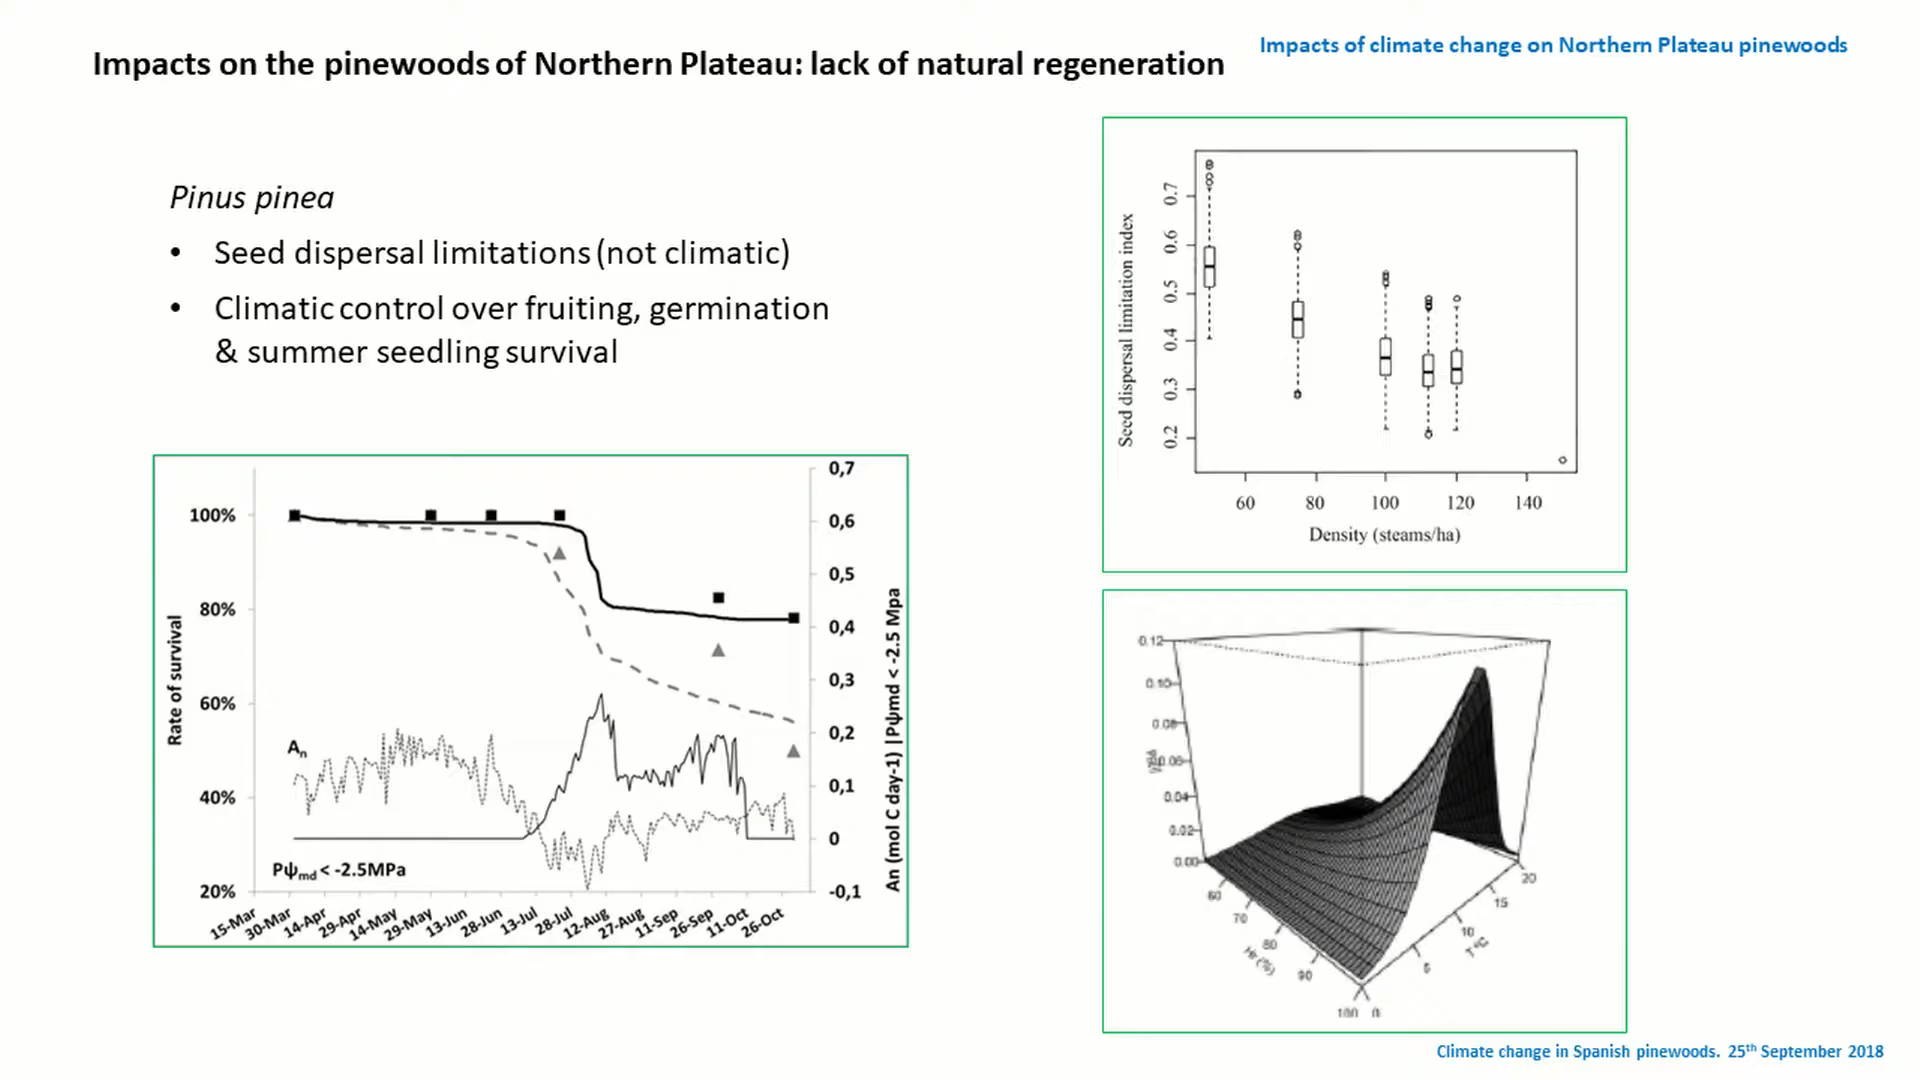 Impacts on the pinewoods of Northern Plateau: lack of natural regeneration
Impacts of climate change on Northern Plateau pinewoods
Pinus pinea
• Seed dispersal limitations (not climatic)
• Climatic control over fruiting, germination
& summer seedling survival
Rate of survival
100%
80%
60%
40%
20%
An
Pψmd < -2.5MPa
0,7
0,6
0,5
0,4
0,3
0,2
0,1
0
-0,1
An (mol C day-1) |Pψmd < -2.5 Mpa
15-Mar
30-Mar
14-Apr
29-Apr
14-May
29-May
13-Jun
28-Jun
13-Jul
28-Jul
12-Aug
27-Aug
11-Sep
26-Sep
11-Oct
26-Oct
Seed dispersal limitation index
0.7
0.6
0.5
0.4
0.3
0.2
60 80 100 120 140
Density (steams/ha)
0.12
0.10
0.08
0.06
0.04
0.02
0.00
60
70
80
90
100
Hr (%)
0
5
10
15
20
T ºC
Climate change in Spanish pinewoods. 25th September 2018